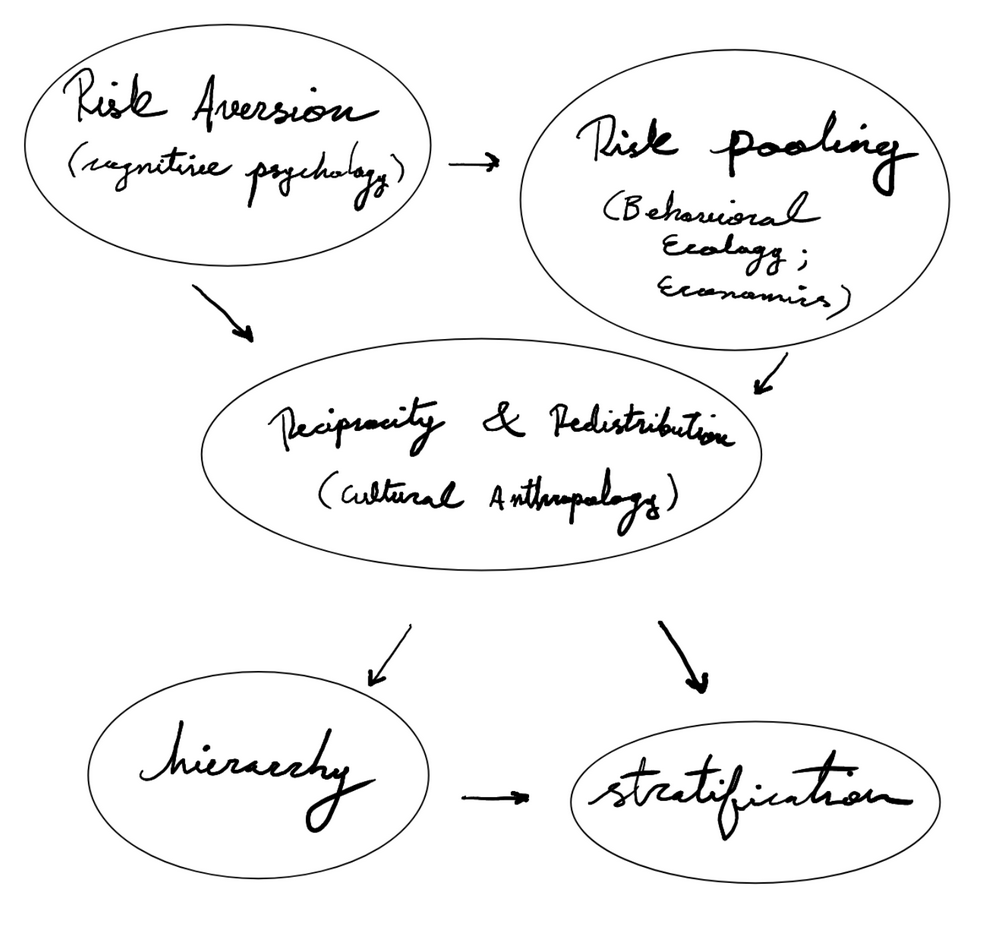 Risk Aversion
(cognitive psychology)
Risk pooling
(Behavioral
Ecology;
Economics)
Reciprocity & Redistribution
(Cultural Anthropology)
hierarchy
stratification